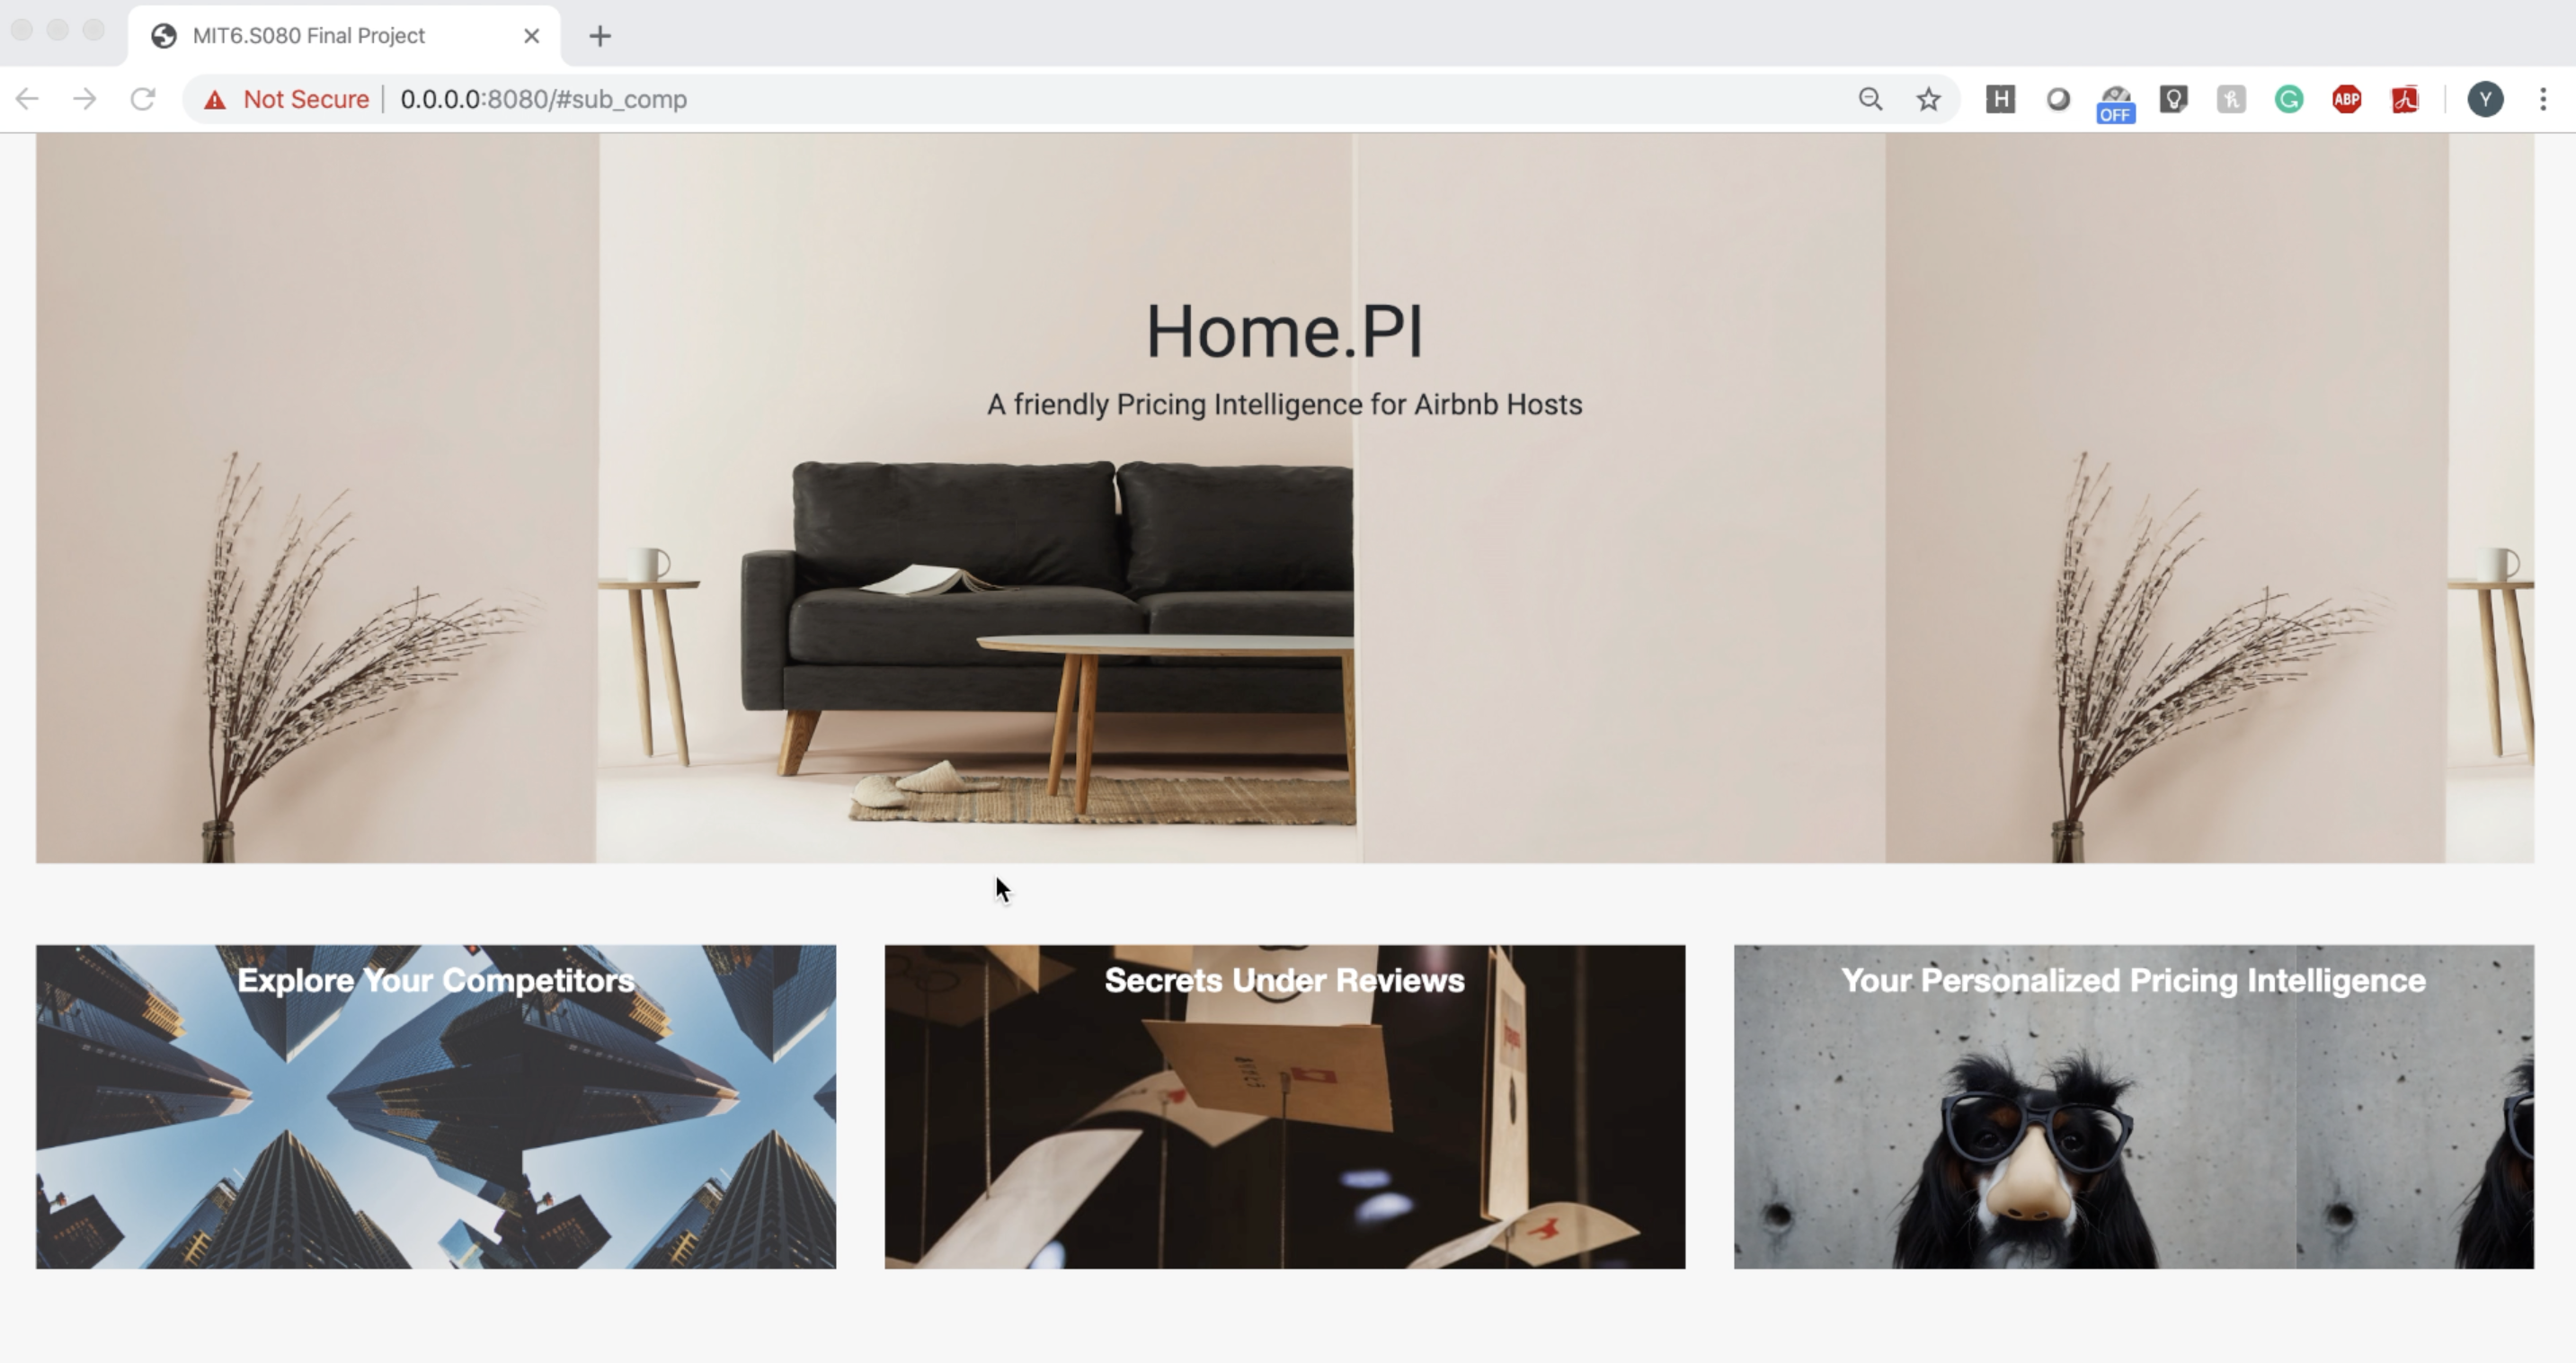 MIT6.S080 Final Project
Not Secure
0.0.0.0:8080/#sub_comp
H
OFF
h
G
ABP
Y
Home.PI
A friendly Pricing Intelligence for Airbnb Hosts
Explore Your Competitors
Secrets Under Reviews
Your Personalized Pricing Intelligence